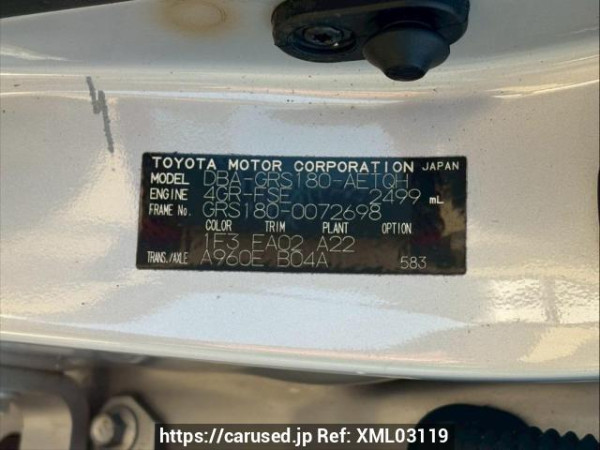 TOYOTA MOTOR CORPORATION JAPAN
MODEL DBA-GRS180-AETQH
ENGINE 4GR-FSE 2499 mL
FRAME No. GRS180-0072698
COLOR TRIM PLANT OPTION
1F3 EA02 A22
TRANS./AXLE A960E B04A 583
https://carused.jp Ref: XML03119